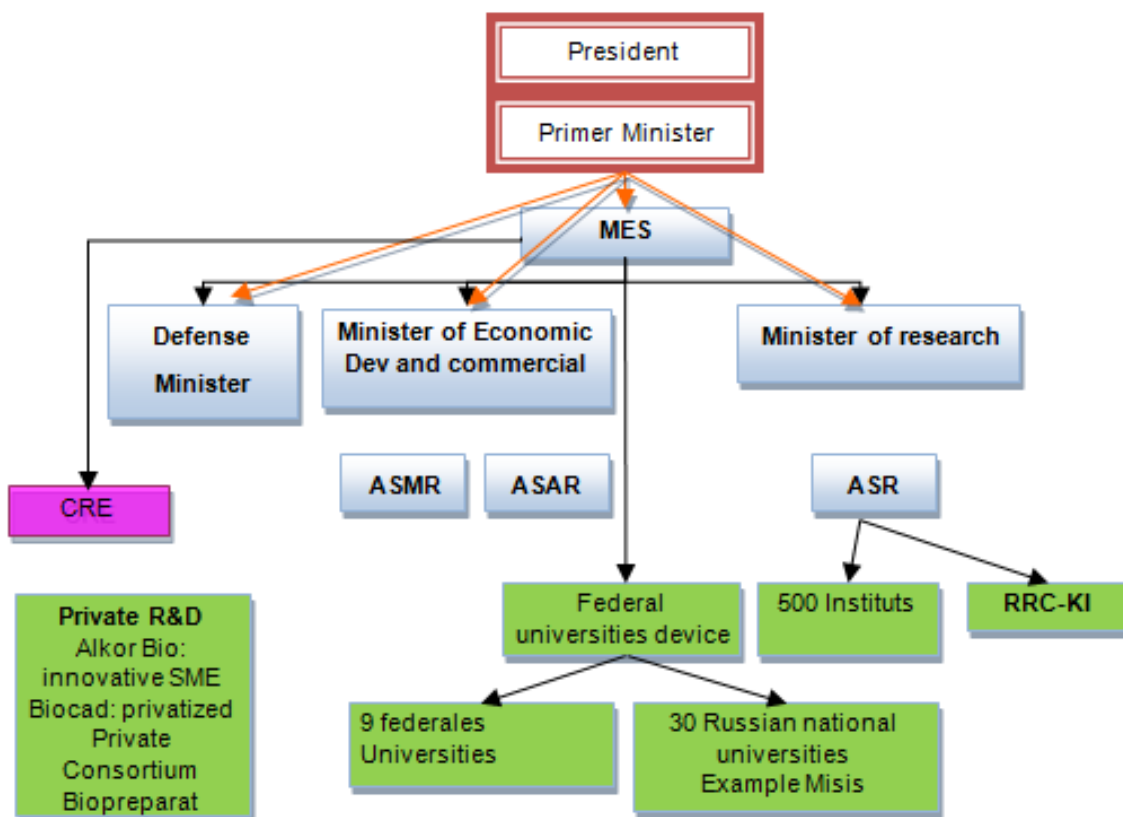 President
Primer Minister
MES
Defense
Minister
Minister of Economic
Dev and commercial
Minister of research
ASMR
ASAR
ASR
CRE
Private R&D
Alkor Bio:
innovative SME
Biocad: privatized
Private
Consortium
Biopreparat
Federal
universities device
500 Instituts
RRC-KI
9 federales
Universities
30 Russian national
universities
Example Misis